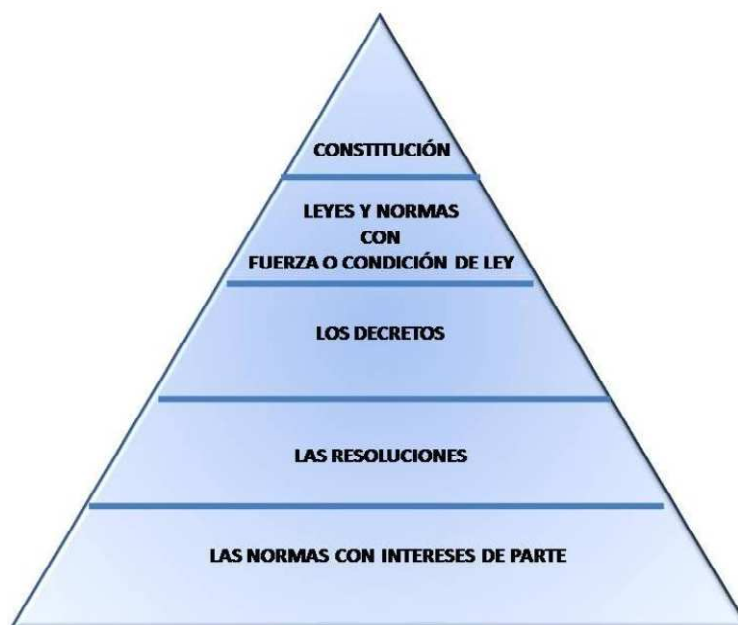 CONSTITUCIÓN
LEYES Y NORMAS
CON
FUERZA O CONDICIÓN DE LEY
LOS DECRETOS
LAS RESOLUCIONES
LAS NORMAS CON INTERESES DE PARTE